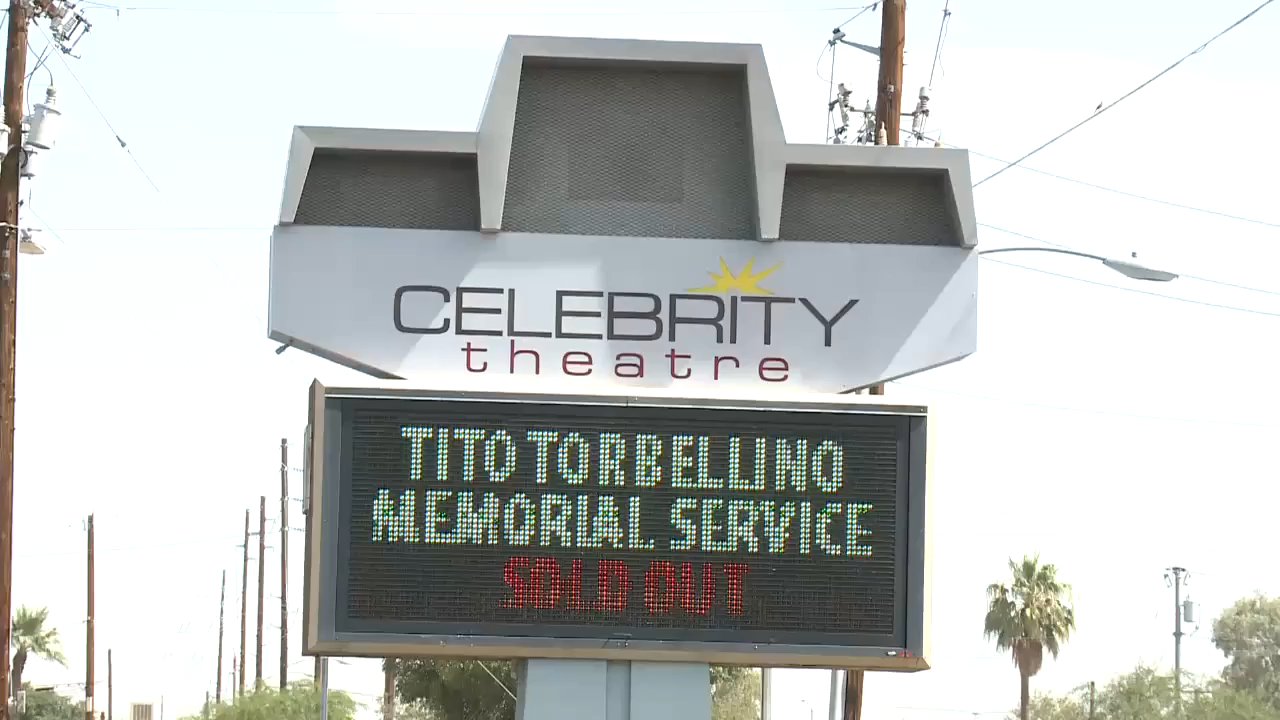 CELEBRITY
theatre
TITO TORBELLINO
MEMORIAL SERVICE
SOLD OUT